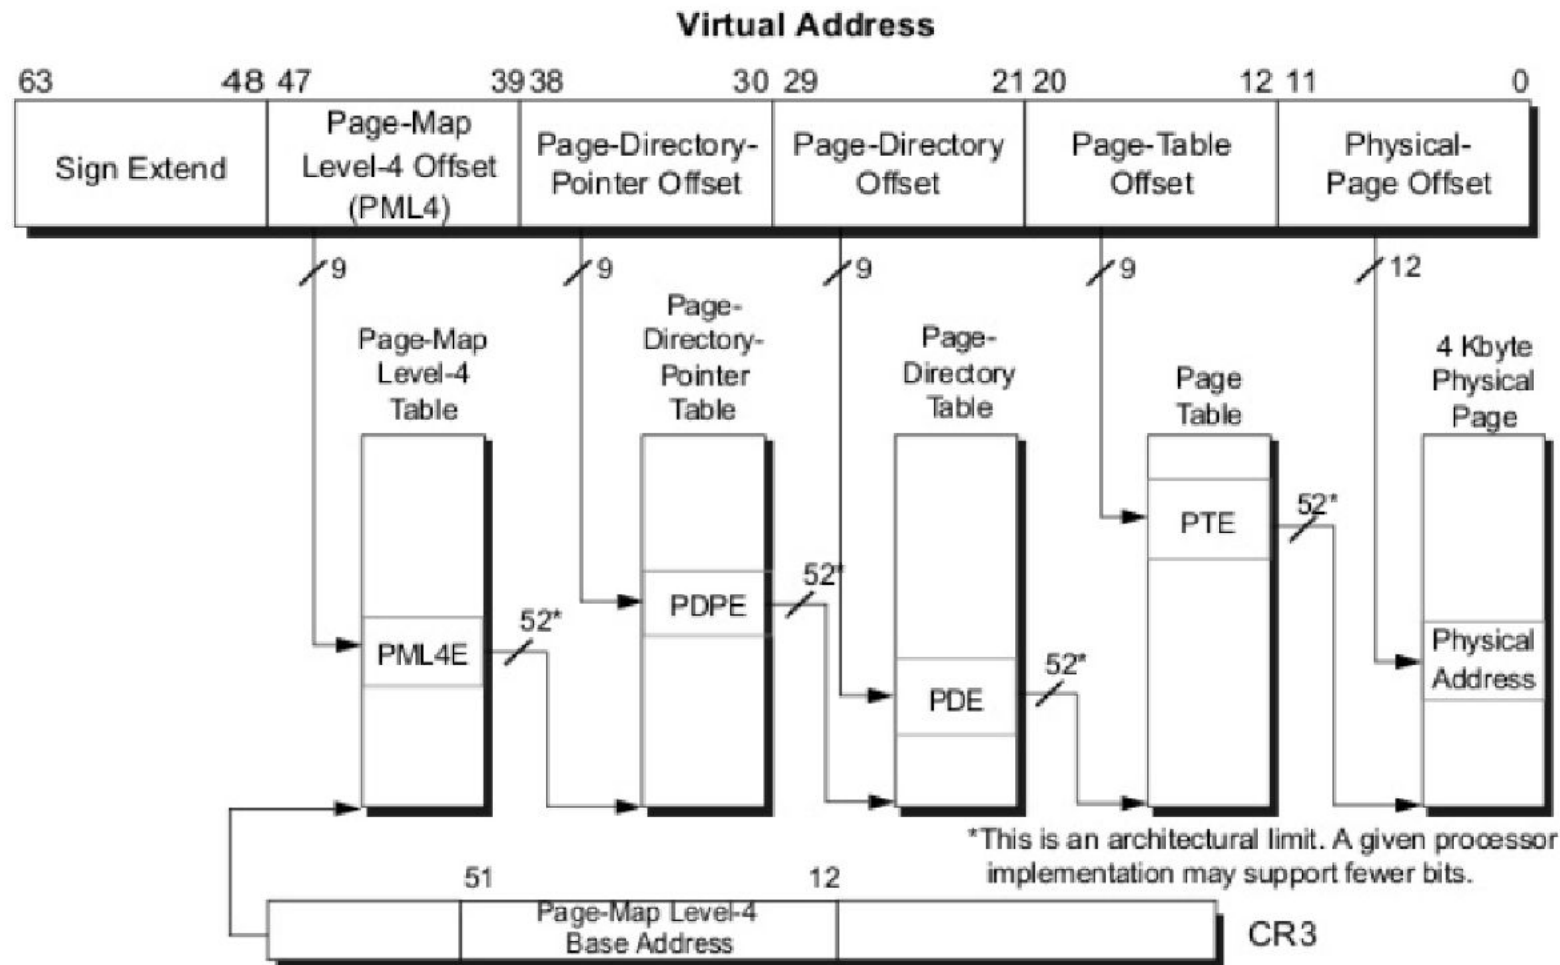 Virtual Address
63 48 47 39 38 30 29 21 20 12 11 0
Sign Extend
Page-Map
Level-4 Offset
(PML4)
Page-Directory-
Pointer Offset
Page-Directory
Offset
Page-Table
Offset
Physical-
Page Offset
9 9 9 9 12
Page-Map
Level-4
Table
Page-
Directory-
Pointer
Table
Page-
Directory
Table
Page
Table
4 Kbyte
Physical
Page
PML4E
52*
PDPE
52*
PDE
52*
PTE
52*
Physical
Address
*This is an architectural limit. A given processor
implementation may support fewer bits.
51 12
Page-Map Level-4
Base Address
CR3